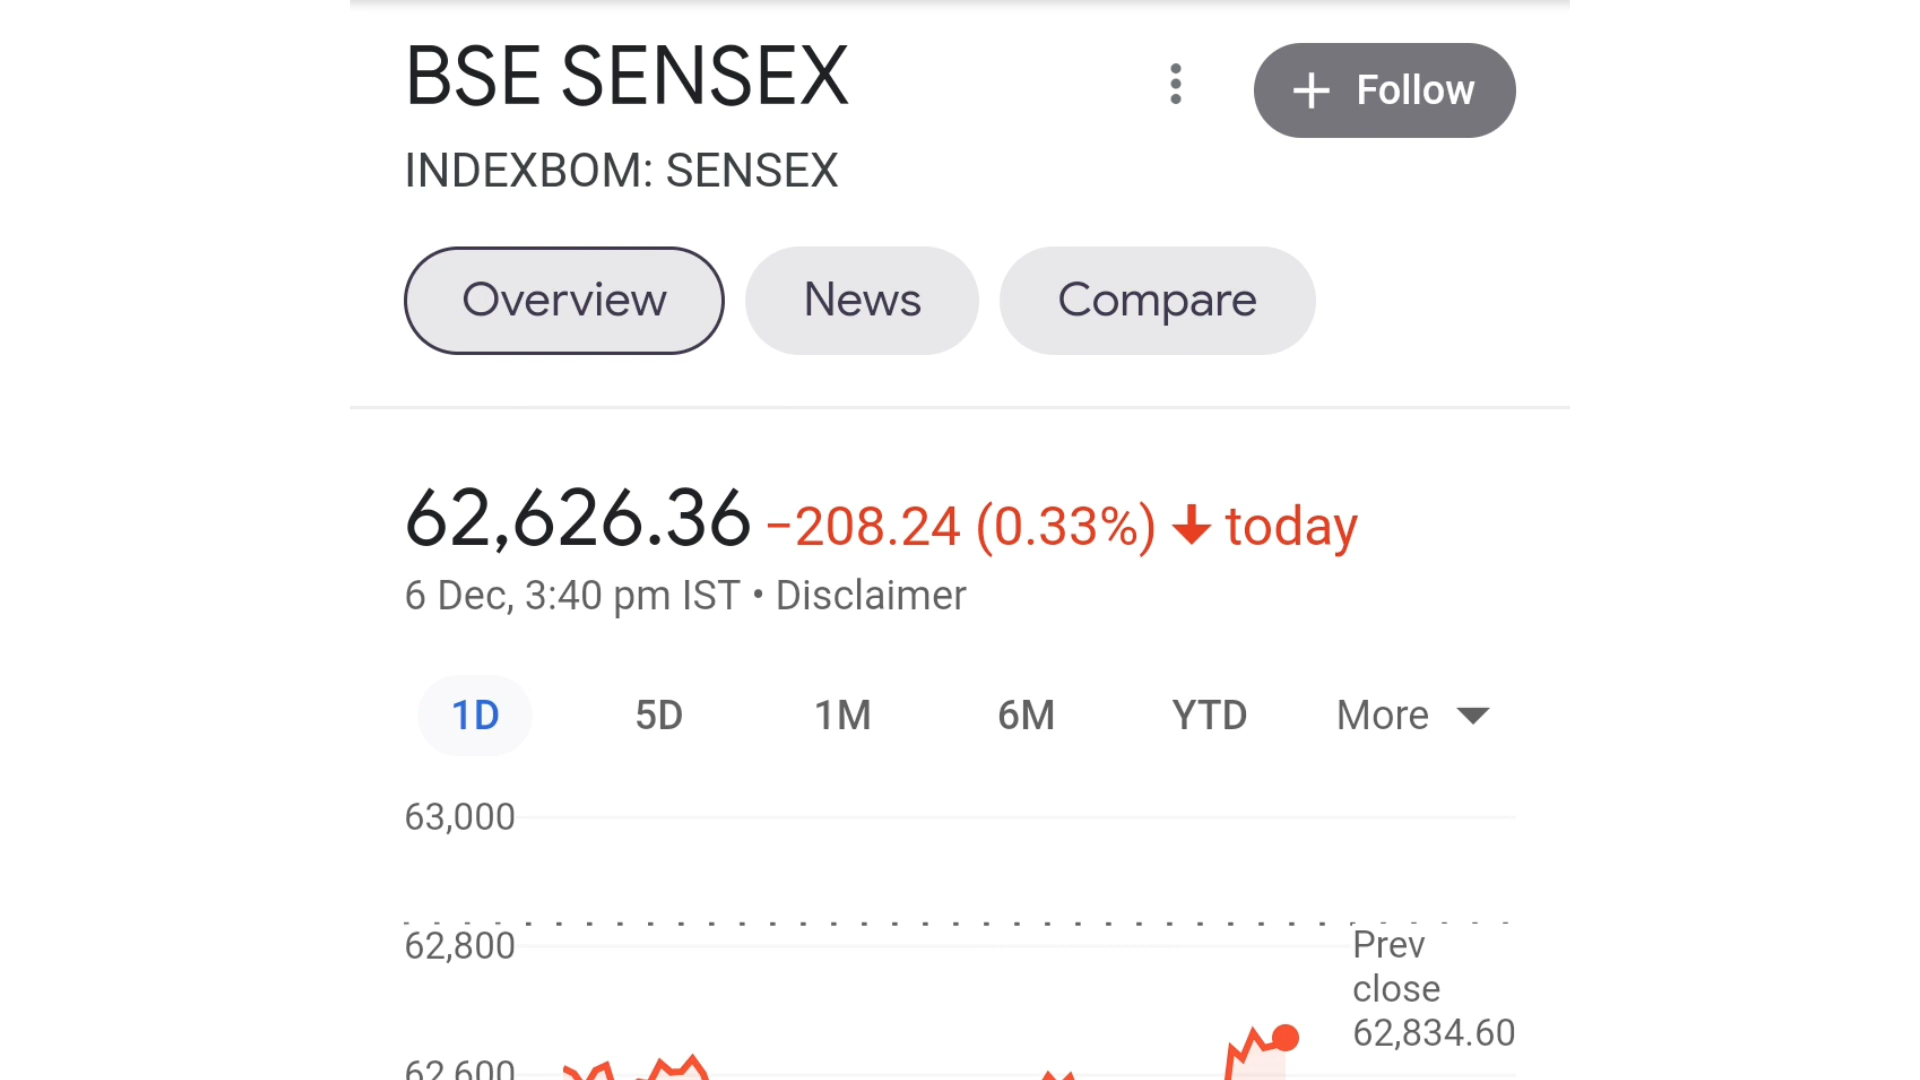 BSE SENSEX
+ Follow
INDEXBOM: SENSEX
Overview
News
Compare
62,626.36 −208.24 (0.33%) ↓ today
6 Dec, 3:40 pm IST • Disclaimer
1D 5D 1M 6M YTD More
63,000
62,800
Prev
close
62,834.60
62,600